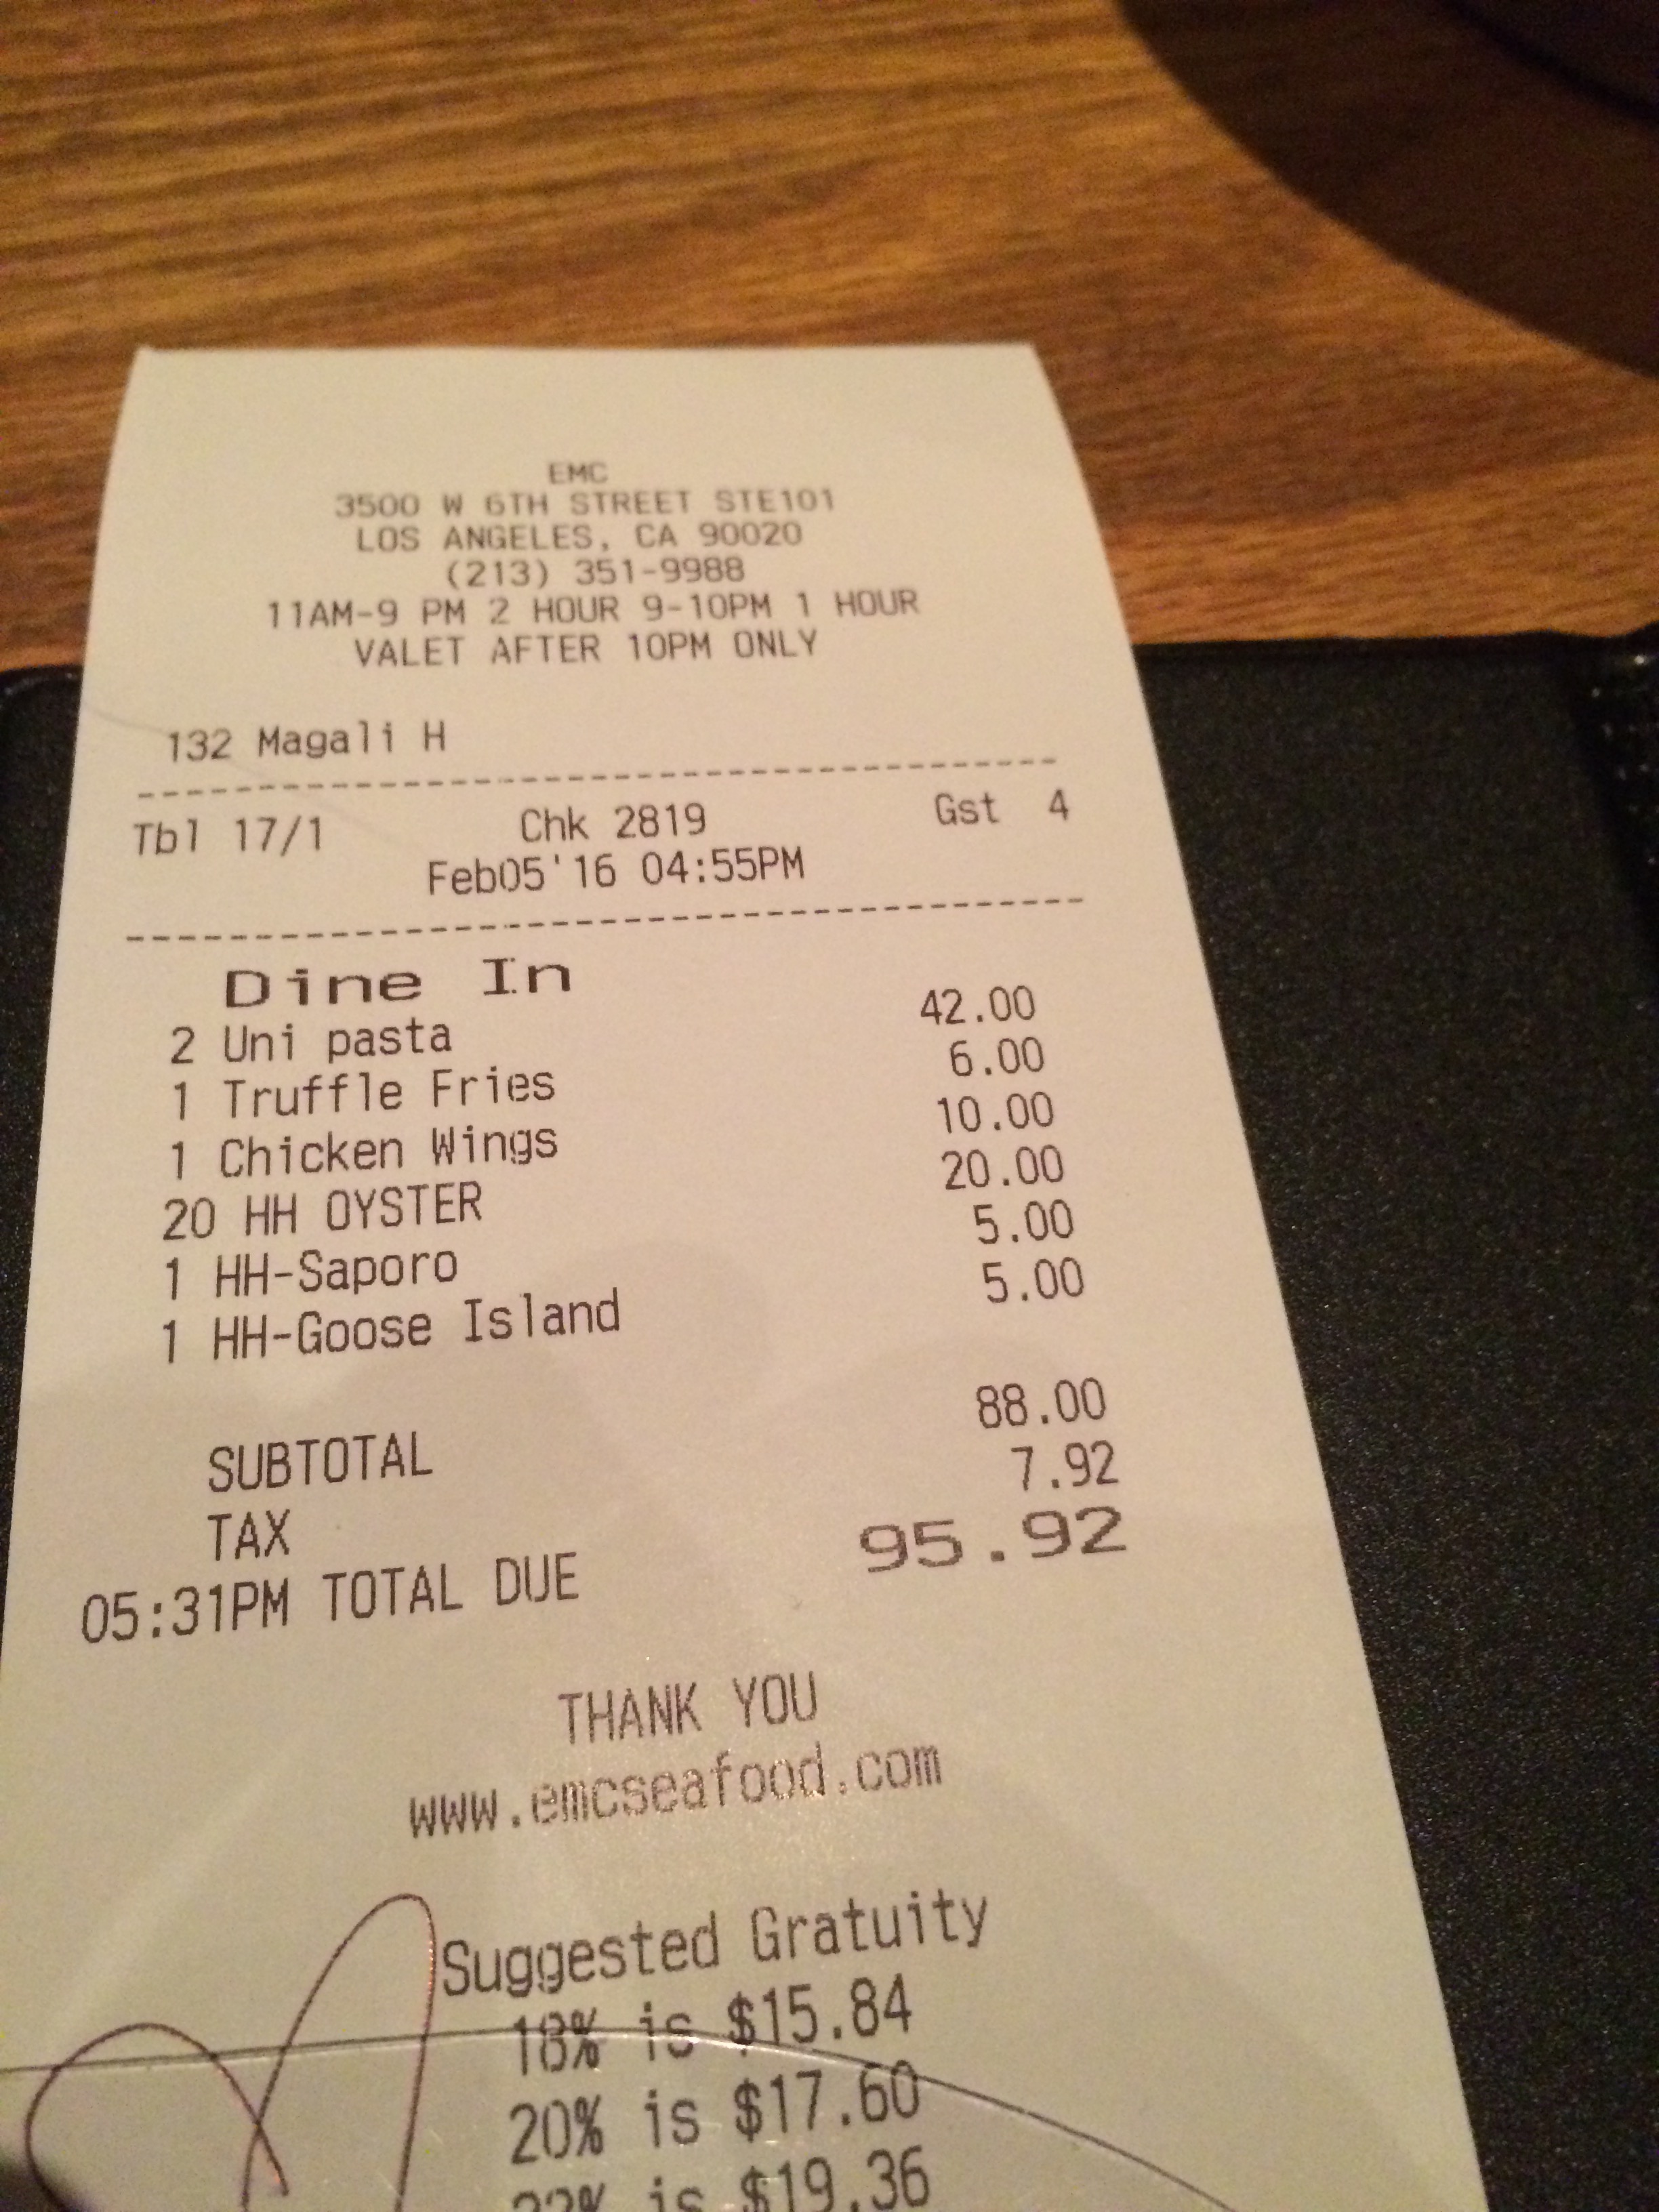 EMC
3500 W 6TH STREET STE101
LOS ANGELES, CA 90020
(213) 351-9988
11AM-9 PM 2 HOUR 9-10PM 1 HOUR
VALET AFTER 10PM ONLY
132 Magali H
Tbl 17/1 Chk 2819 Gst 4
Feb05'16 04:55PM
Dine In
2 Uni pasta 42.00
1 Truffle Fries 6.00
1 Chicken Wings 10.00
20 HH OYSTER 20.00
1 HH-Saporo 5.00
1 HH-Goose Island 5.00
SUBTOTAL 88.00
TAX 7.92
05:31PM TOTAL DUE 95.92
THANK YOU
www.emcseafood.com
Suggested Gratuity
18% is $15.84
20% is $17.60
22% is $19.36